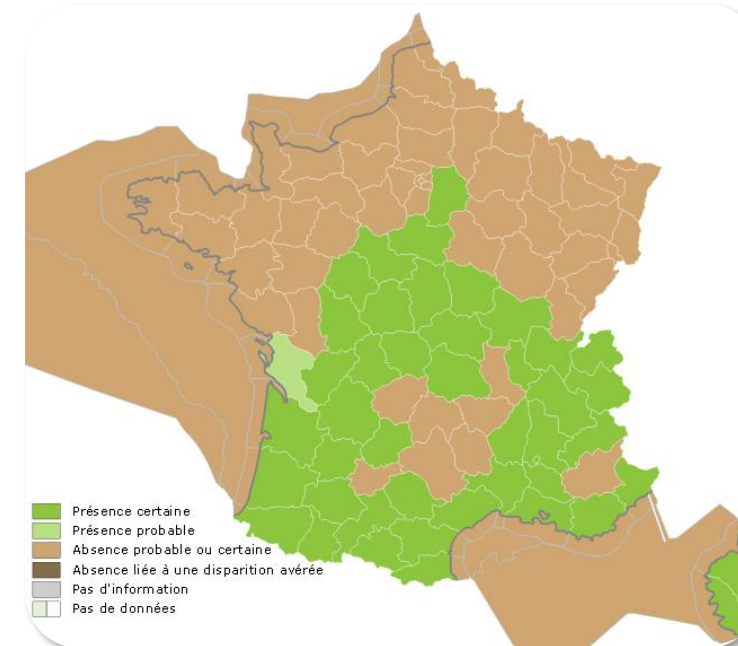 Présence certaine
Présence probable
Absence probable ou certaine
Absence liée à une disparition avérée
Pas d'information
Pas de données